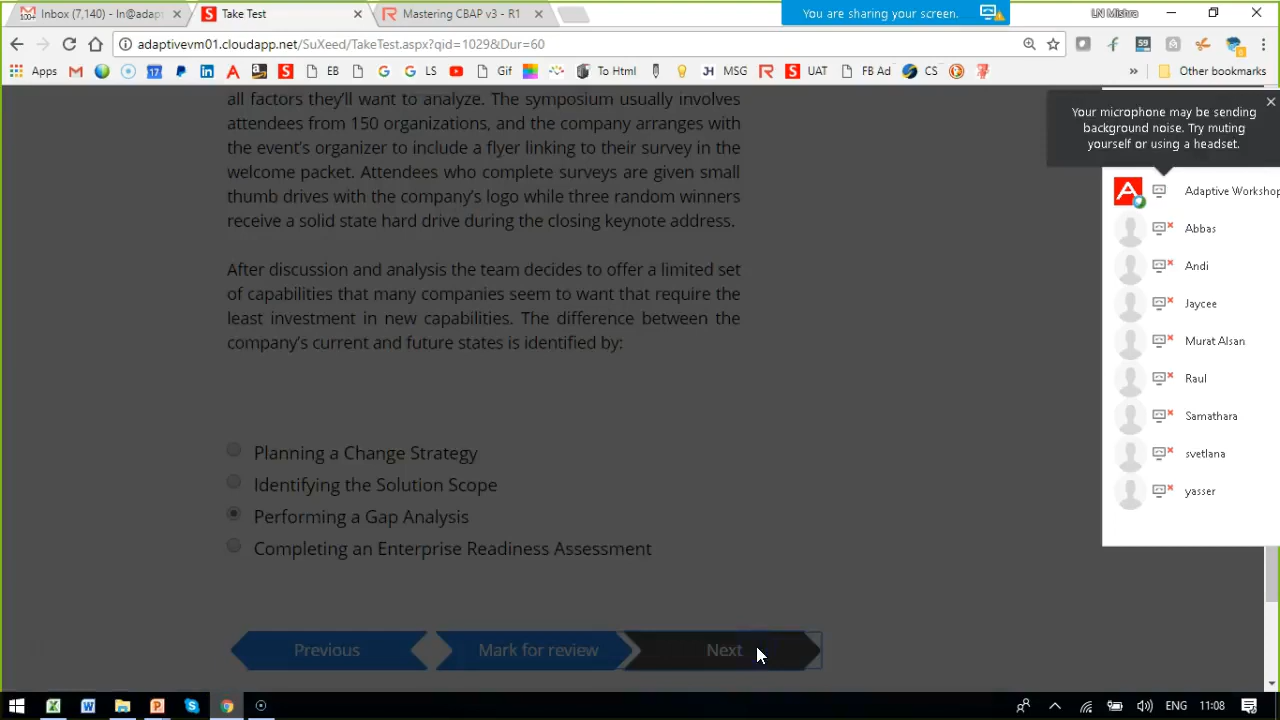 Inbox (7,140) - ln@adap
Take Test
Mastering CBAP v3 - R1
You are sharing your screen.
LN Mishra
adaptivevm01.cloudapp.net/SuXeed/TakeTest.aspx?qid=1029&Dur=60
59
Apps
17
EB
LS
Gif
To Html
JH
MSG
UAT
FB Ad
CS
»
Other bookmarks
Your microphone may be sending
background noise. Try muting
yourself or using a headset.
Adaptive Workshop
Abbas
Andi
Jaycee
Murat Alsan
Raul
Samathara
svetlana
yasser
all factors they'll want to analyze. The symposium usually involves
attendees from 150 organizations, and the company arranges with
the event's organizer to include a flyer linking to their survey in the
welcome packet. Attendees who complete surveys are given small
thumb drives with the company's logo while three random winners
receive a solid state hard drive during the closing keynote address.
After discussion and analysis the team decides to offer a limited set
of capabilities that many companies seem to want that require the
least investment in new capabilities. The difference between the
company's current and future states is identified by:
Planning a Change Strategy
Identifying the Solution Scope
Performing a Gap Analysis
Completing an Enterprise Readiness Assessment
Previous
Mark for review
Next
ENG
11:08